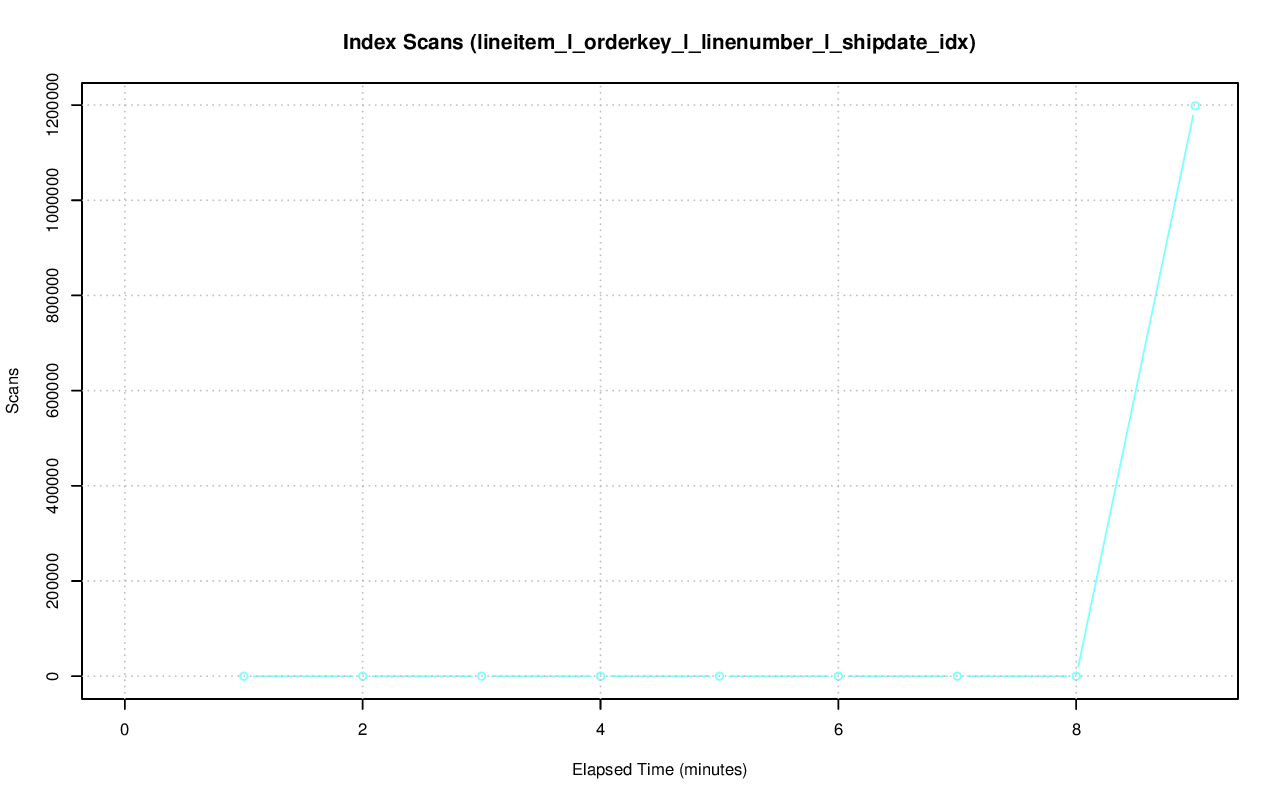 Index Scans (lineitem_l_orderkey_l_linenumber_l_shipdate_idx)
1200000
1000000
800000
600000
400000
200000
0
Scans
0 2 4 6 8
Elapsed Time (minutes)